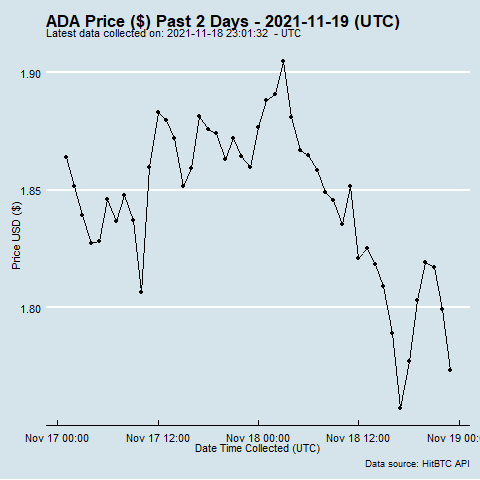 ADA Price ($) Past 2 Days - 2021-11-19 (UTC)
Latest data collected on: 2021-11-18 23:01:32 - UTC
1.90
1.85
1.80
Price USD ($)
Nov 17 00:00 Nov 17 12:00 Nov 18 00:00 Nov 18 12:00 Nov 19 00:
Date Time Collected (UTC)
Data source: HitBTC API